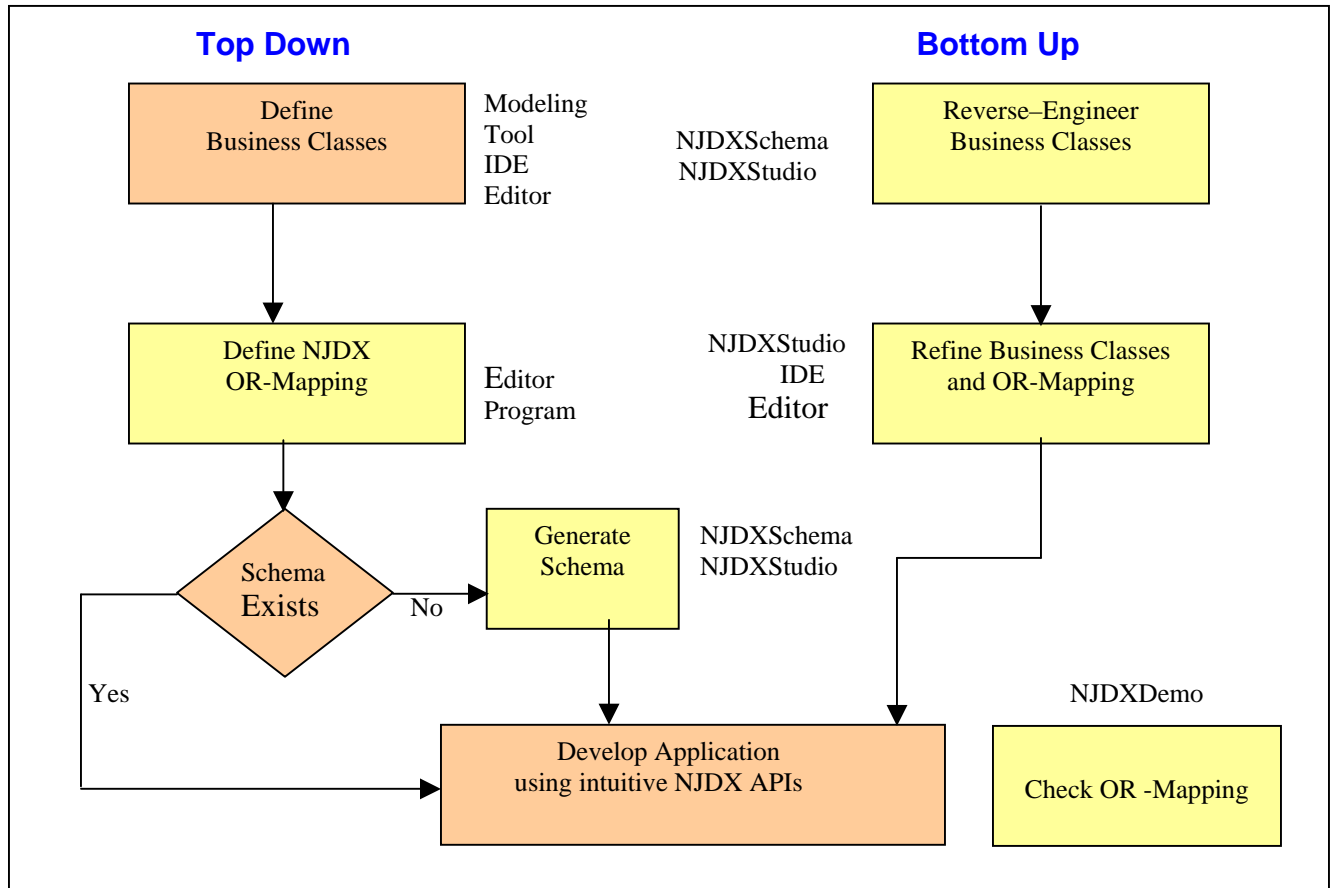 Top Down
Bottom Up
Define
Business Classes
Modeling
Tool
IDE
Editor
NJDXSchema
NJDXStudio
Reverse–Engineer
Business Classes
Define NJDX
OR-Mapping
Editor
Program
NJDXStudio
IDE
Editor
Refine Business Classes
and OR-Mapping
Schema
Exists
No
Yes
Generate
Schema
NJDXSchema
NJDXStudio
Develop Application
using intuitive NJDX APIs
NJDXDemo
Check OR -Mapping